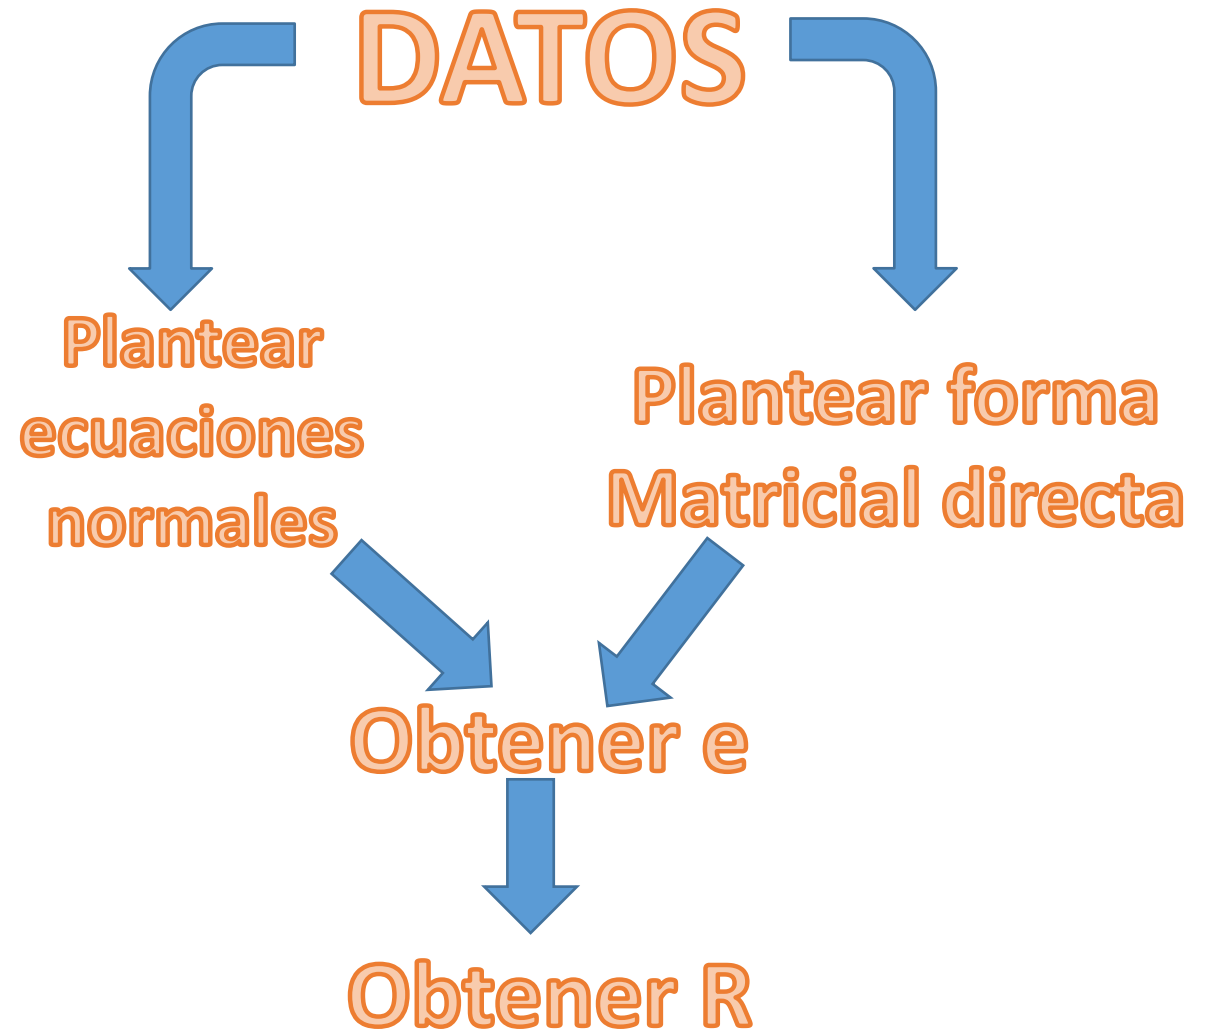 DATOS
Plantear
ecuaciones
normales
Plantear forma
Matricial directa
Obtener e
Obtener R